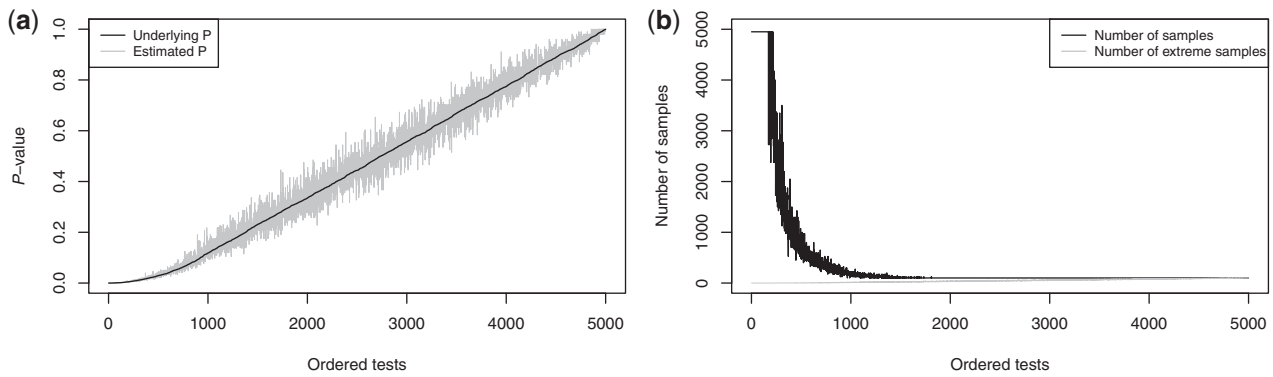 (a)
Underlying P
Estimated P
P-value
0.0 0.2 0.4 0.6 0.8 1.0
0 1000 2000 3000 4000 5000
Ordered tests
(b)
Number of samples
Number of extreme samples
Number of samples
0 1000 2000 3000 4000 5000
0 1000 2000 3000 4000 5000
Ordered tests